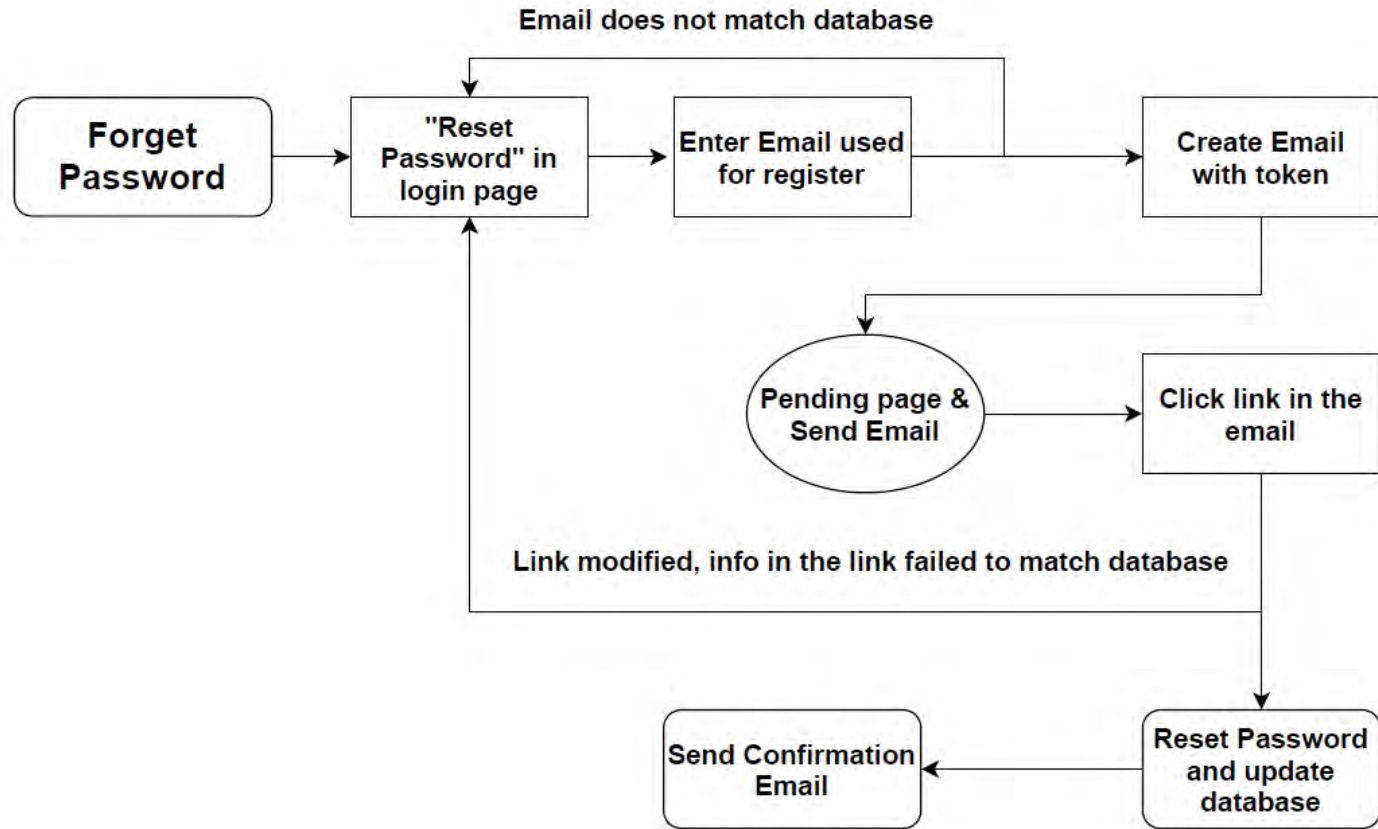 Email does not match database
Forget
Password
"Reset
Password" in
login page
Enter Email used
for register
Create Email
with token
Pending page &
Send Email
Click link in the
email
Link modified, info in the link failed to match database
Send Confirmation
Email
Reset Password
and update
database